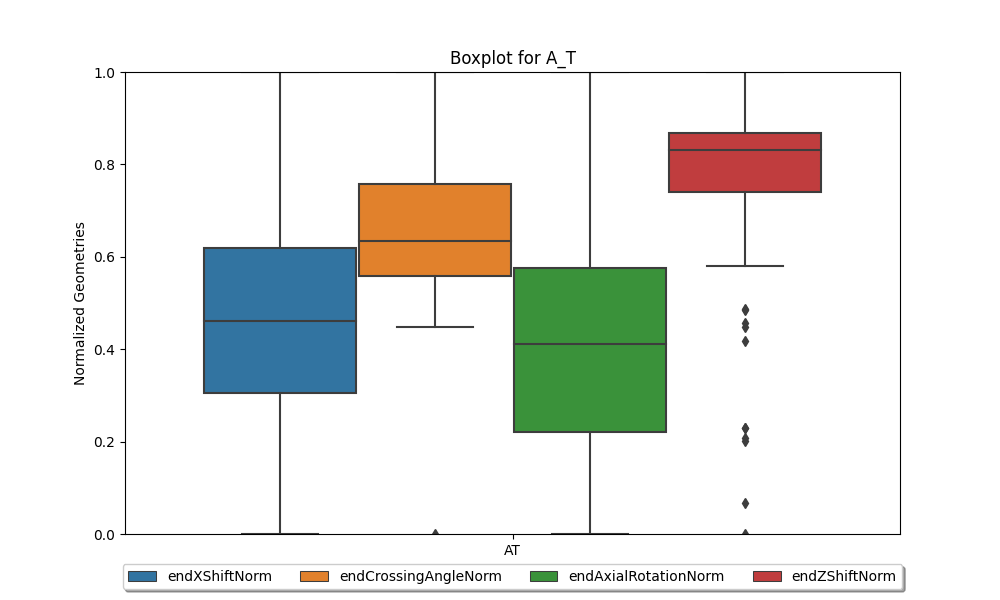 Boxplot for A_T
Normalized Geometries
1.0
0.8
0.6
0.4
0.2
0.0
AT
endXShiftNorm endCrossingAngleNorm endAxialRotationNorm endZShiftNorm